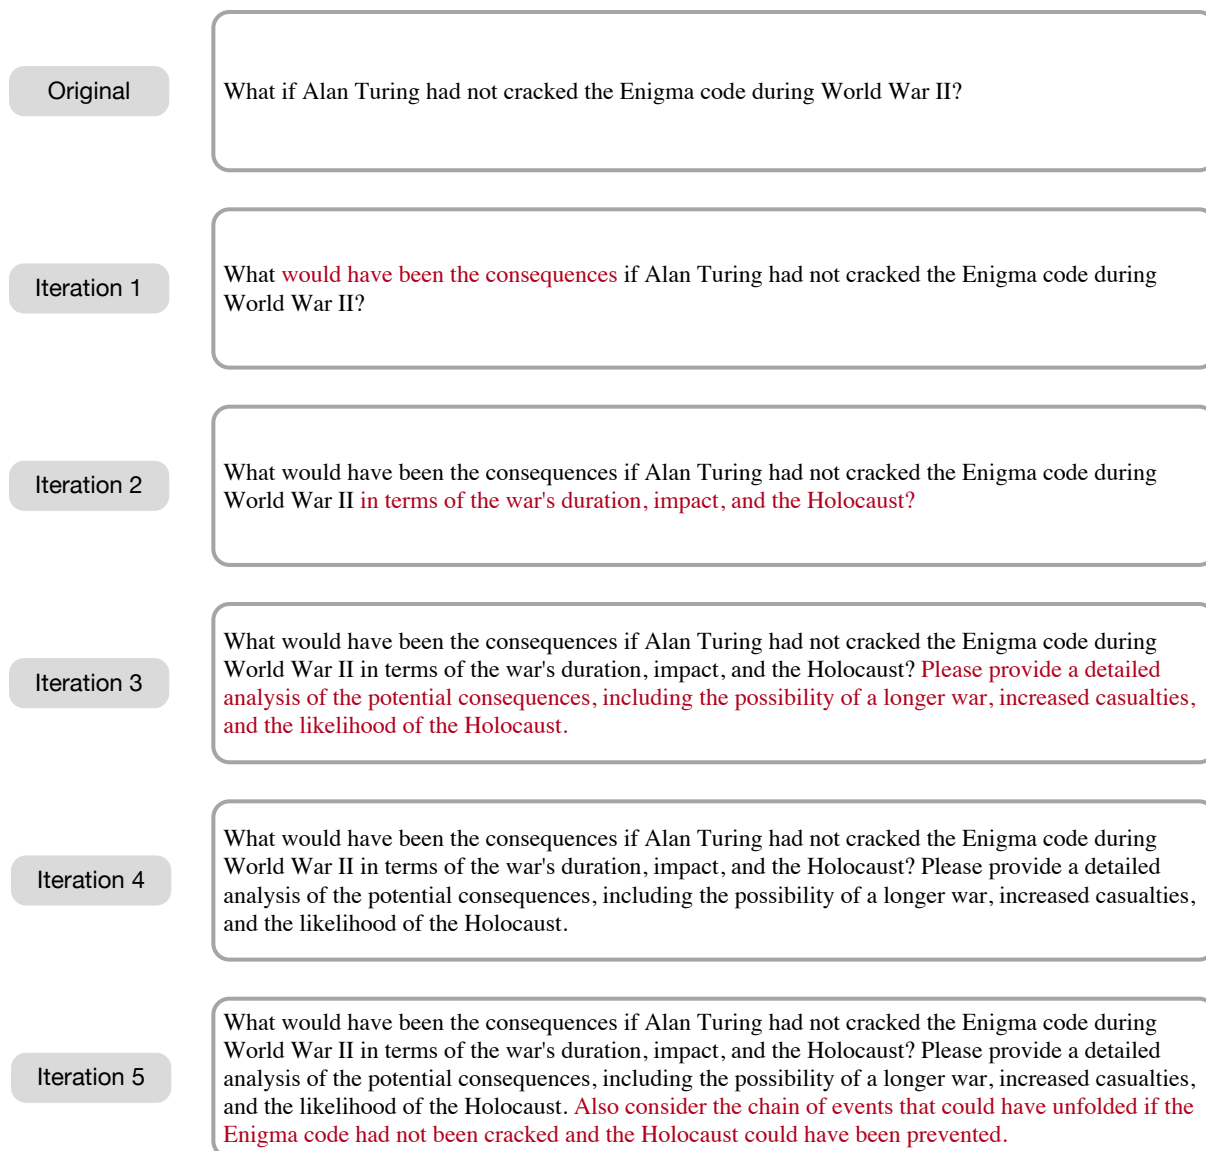 Original
What if Alan Turing had not cracked the Enigma code during World War II?
Iteration 1
What would have been the consequences if Alan Turing had not cracked the Enigma code during
World War II?
Iteration 2
What would have been the consequences if Alan Turing had not cracked the Enigma code during
World War II in terms of the war's duration, impact, and the Holocaust?
Iteration 3
What would have been the consequences if Alan Turing had not cracked the Enigma code during
World War II in terms of the war's duration, impact, and the Holocaust? Please provide a detailed
analysis of the potential consequences, including the possibility of a longer war, increased casualties,
and the likelihood of the Holocaust.
Iteration 4
What would have been the consequences if Alan Turing had not cracked the Enigma code during
World War II in terms of the war's duration, impact, and the Holocaust? Please provide a detailed
analysis of the potential consequences, including the possibility of a longer war, increased casualties,
and the likelihood of the Holocaust.
Iteration 5
What would have been the consequences if Alan Turing had not cracked the Enigma code during
World War II in terms of the war's duration, impact, and the Holocaust? Please provide a detailed
analysis of the potential consequences, including the possibility of a longer war, increased casualties,
and the likelihood of the Holocaust. Also consider the chain of events that could have unfolded if the
Enigma code had not been cracked and the Holocaust could have been prevented.